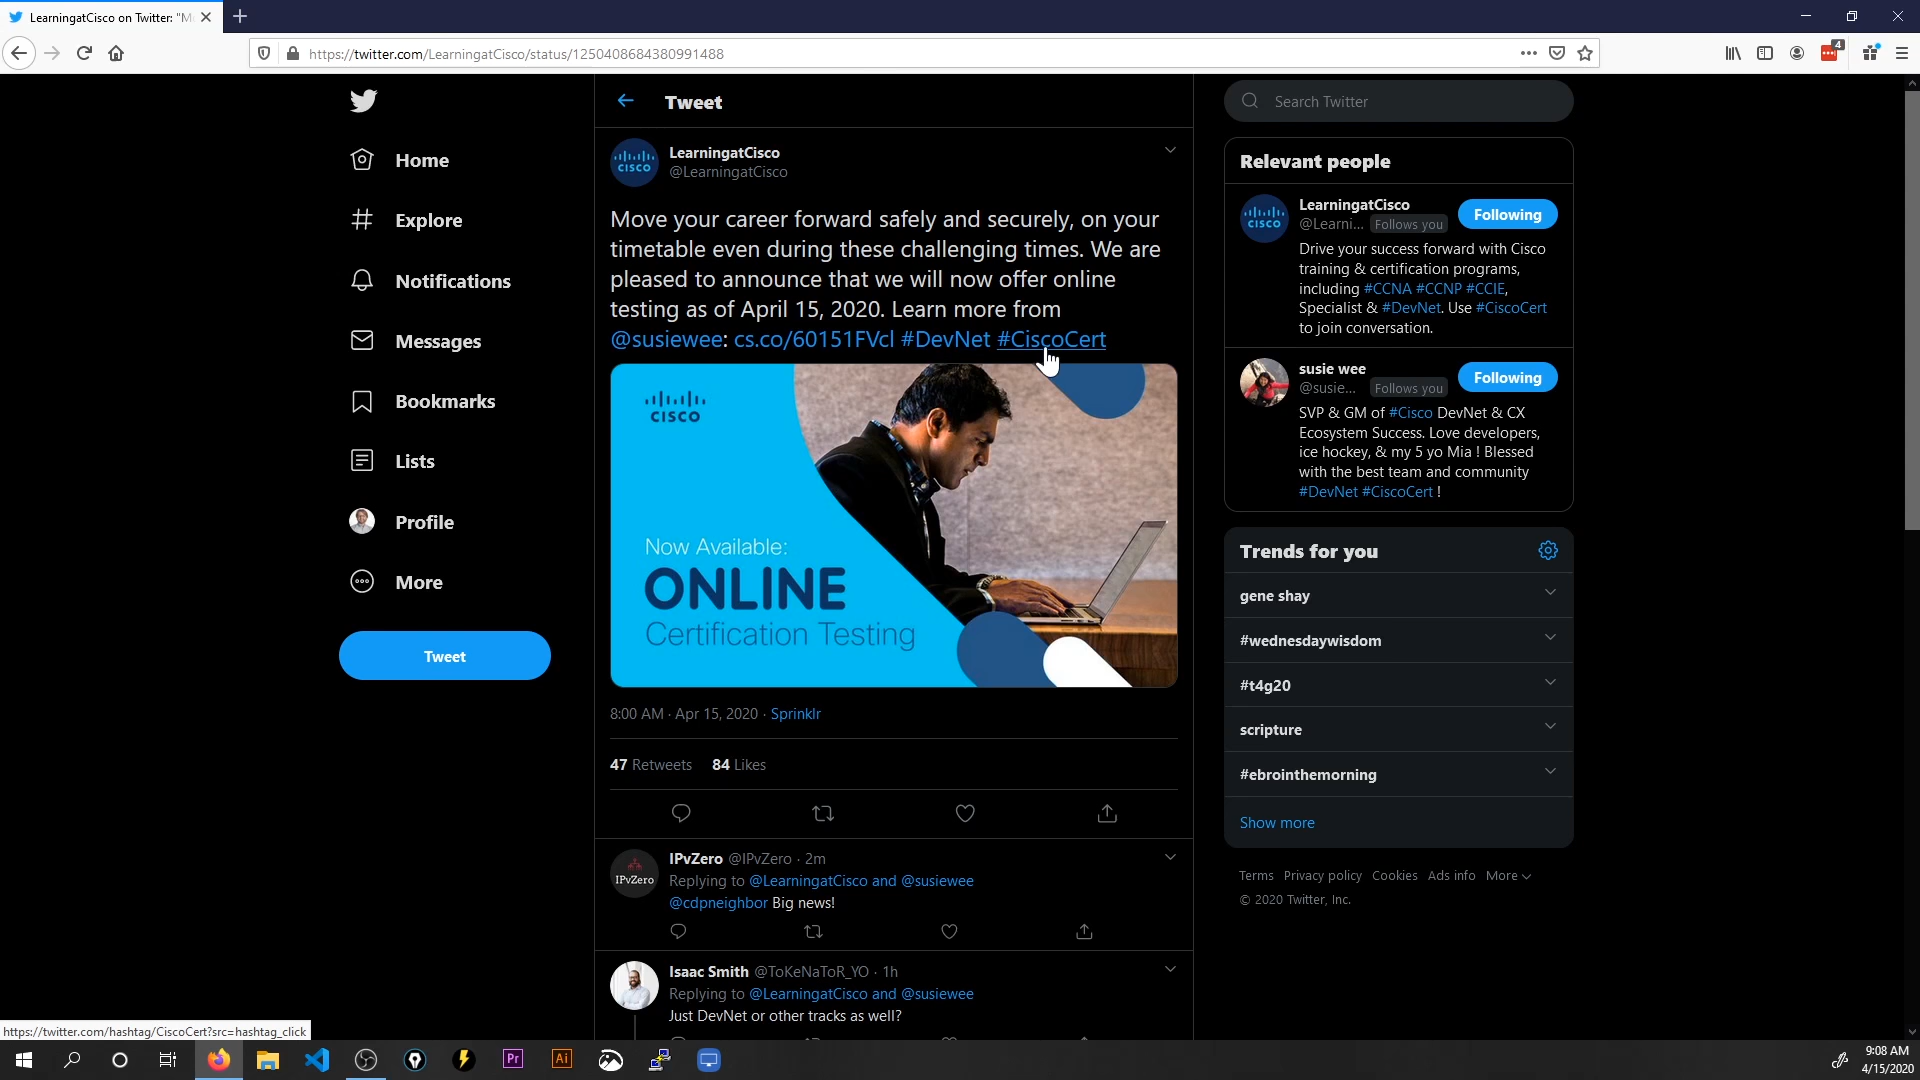 LearningatCisco on Twitter: "M
https://twitter.com/LearningatCisco/status/1250408684380991488
4
Home
Explore
Notifications
Messages
Bookmarks
Lists
Profile
More
Tweet
Tweet
LearningatCisco
@LearningatCisco
Move your career forward safely and securely, on your
timetable even during these challenging times. We are
pleased to announce that we will now offer online
testing as of April 15, 2020. Learn more from
@susiewee: cs.co/60151FVcl #DevNet #CiscoCert
CISCO
CISCO
Now Available:
ONLINE
Certification Testing
8:00 AM · Apr 15, 2020 · Sprinklr
47 Retweets 84 Likes
IPvZero
IPvZero @IPvZero · 2m
Replying to @LearningatCisco and @susiewee
@cdpneighbor Big news!
Isaac Smith @ToKeNaToR_YO · 1h
Replying to @LearningatCisco and @susiewee
Just DevNet or other tracks as well?
Search Twitter
Relevant people
CISCO
LearningatCisco
@Learni... Follows you
Following
Drive your success forward with Cisco
training & certification programs,
including #CCNA #CCNP #CCIE,
Specialist & #DevNet. Use #CiscoCert
to join conversation.
susie wee
@susie... Follows you
Following
SVP & GM of #Cisco DevNet & CX
Ecosystem Success. Love developers,
ice hockey, & my 5 yo Mia ! Blessed
with the best team and community
#DevNet #CiscoCert !
Trends for you
gene shay
#wednesdaywisdom
#t4g20
scripture
#ebrointhemorning
Show more
Terms Privacy policy Cookies Ads info More
© 2020 Twitter, Inc.
https://twitter.com/hashtag/CiscoCert?src=hashtag_click
Pr
Ai
9:08 AM
4/15/2020